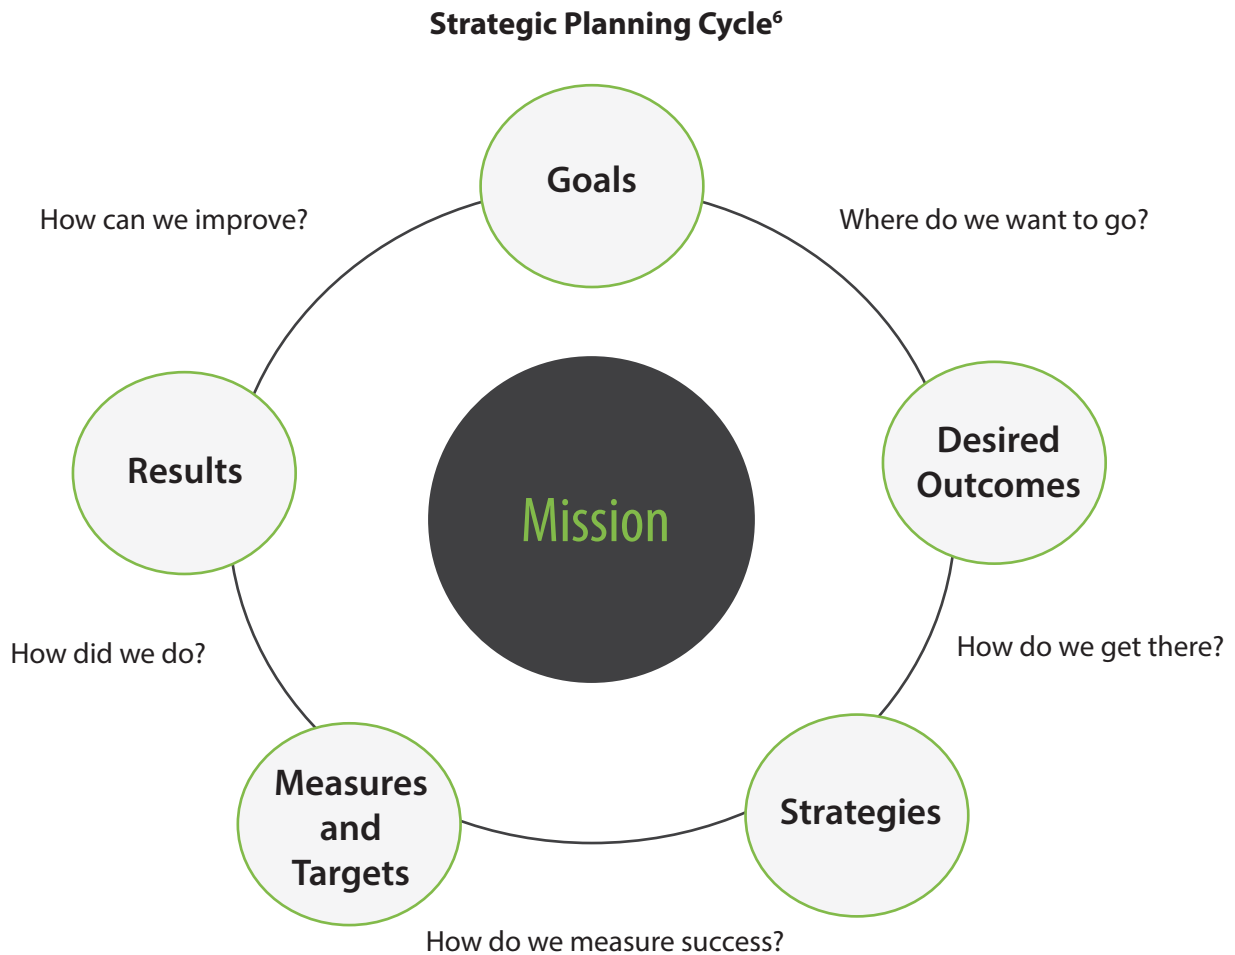 Strategic Planning Cycle⁶
Goals
How can we improve?
Where do we want to go?
Desired
Outcomes
Results
Mission
How did we do?
How do we get there?
Measures
and
Targets
Strategies
How do we measure success?